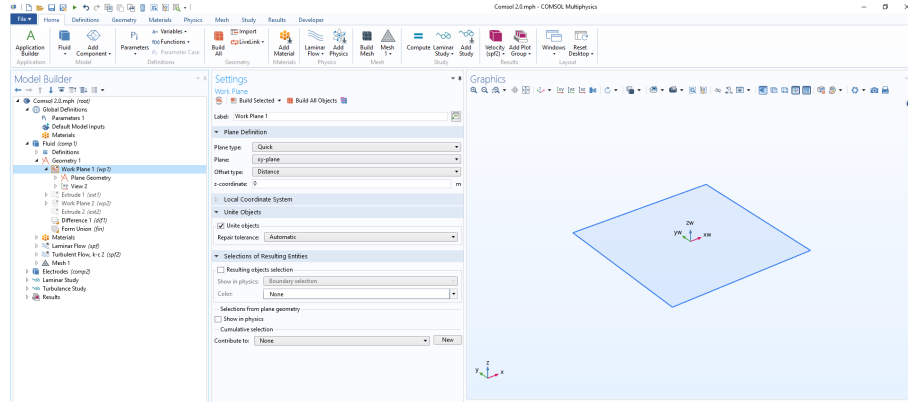 Comsol 2.0.mph - COMSOL Multiphysics
File Home Definitions Geometry Materials Physics Mesh Study Results Developer
Application Builder
Fluid
Add Component
Parameters
a= Variables
f(x) Functions
Pi Parameter Case
Build All
Import
LiveLink
Add Material
Laminar Flow
Add Physics
Build Mesh
Mesh 1
Compute
Laminar Study
Add Study
Velocity (spf2)
Add Plot Group
Windows
Reset Desktop
Application Model Definitions Geometry Materials Physics Mesh Study Results Layout
Model Builder
Comsol 2.0.mph (root)
Global Definitions
Pi Parameters 1
Default Model Inputs
Materials
Fluid (comp1)
Definitions
Geometry 1
Work Plane 1 (wp1)
Plane Geometry
View 2
Extrude 1 (ext1)
Work Plane 2 (wp2)
Extrude 2 (ext2)
Difference 1 (dif1)
Form Union (fin)
Materials
Laminar Flow (spf)
Turbulent Flow, k-ε 2 (spf2)
Mesh 1
Electrodes (comp2)
Laminar Study
Turbulance Study
Results
Settings
Work Plane
Build Selected Build All Objects
Label: Work Plane 1
Plane Definition
Plane type: Quick
Plane: xy-plane
Offset type: Distance
z-coordinate: 0 m
Local Coordinate System
Unite Objects
Unite objects
Repair tolerance: Automatic
Selections of Resulting Entities
Resulting objects selection
Show in physics: Boundary selection
Color: None
Selections from plane geometry
Show in physics
Cumulative selection
Contribute to: None New
Graphics
zw
yw xw
z
y x